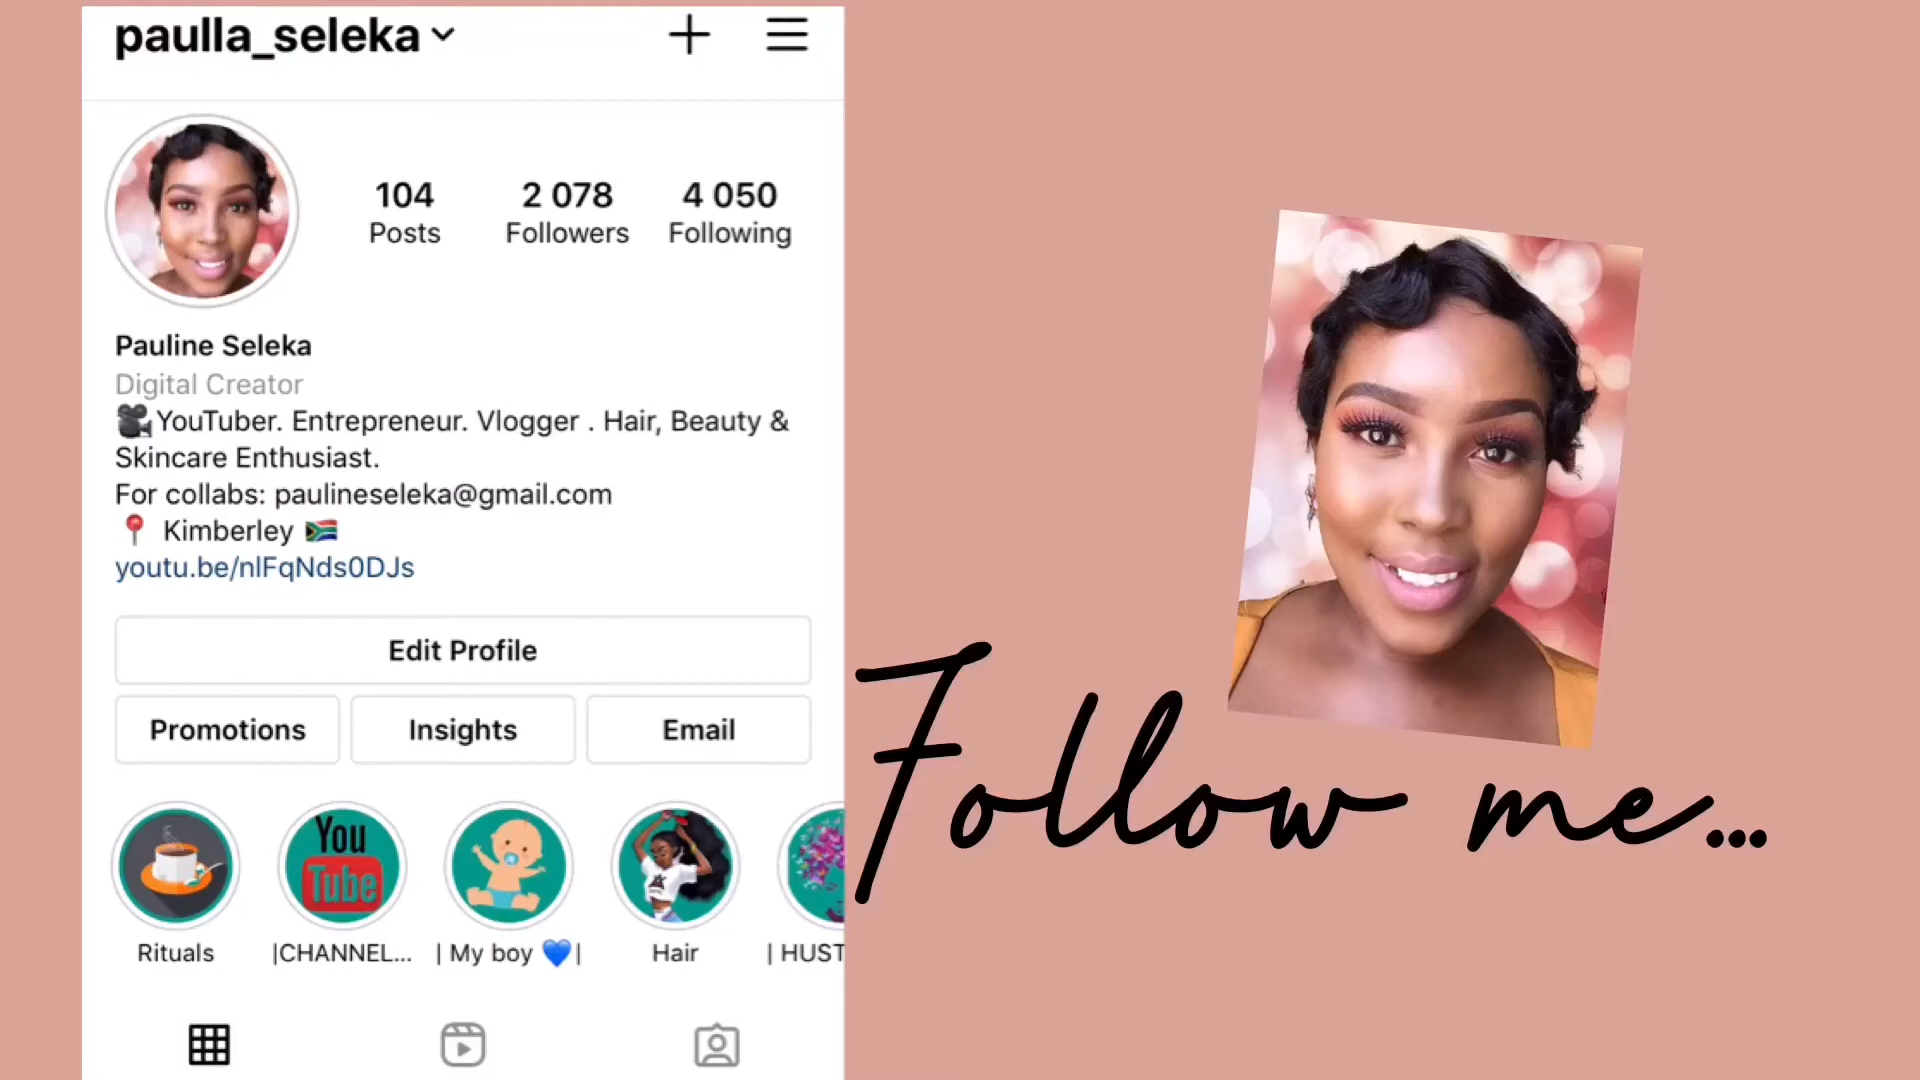 paulla_seleka
104
2 078
4 050
Posts
Followers
Following
Pauline Seleka
Digital Creator
🎥YouTuber. Entrepreneur. Vlogger . Hair, Beauty &
Skincare Enthusiast.
For collabs: paulineseleka@gmail.com
📍 Kimberley 🇿🇦
youtu.be/nlFqNds0DJs
Edit Profile
Promotions
Insights
Email
You
Tube
Rituals
|CHANNEL...
| My boy 💙|
Hair
| HUST
Follow me...